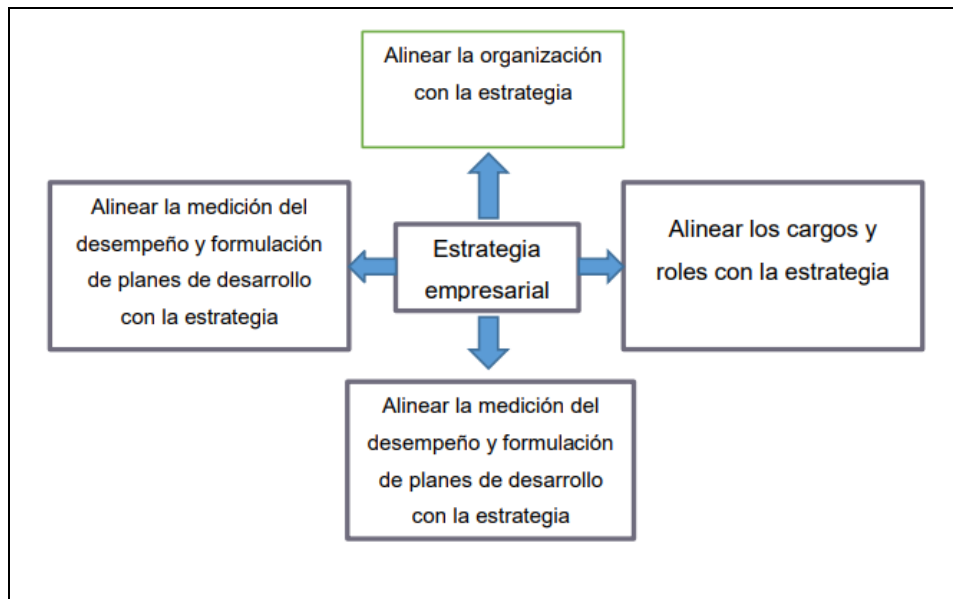 Alinear la organización
con la estrategia
Alinear la medición del
desempeño y formulación
de planes de desarrollo
con la estrategia
Estrategia
empresarial
Alinear los cargos y
roles con la estrategia
Alinear la medición del
desempeño y formulación
de planes de desarrollo
con la estrategia